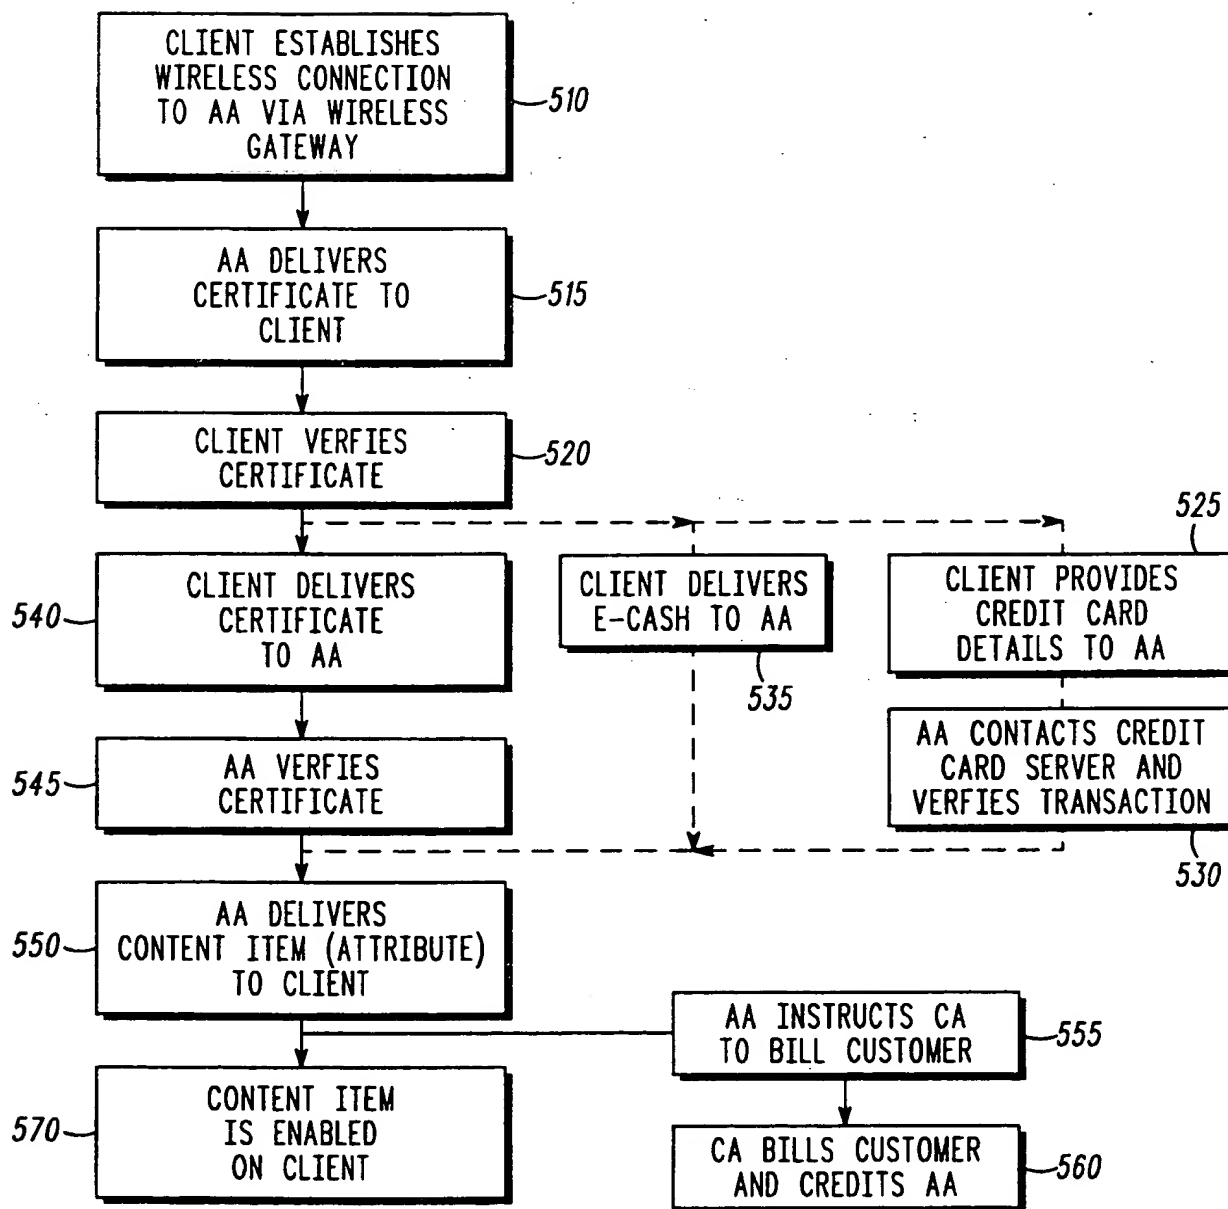 CLIENT ESTABLISHES
WIRELESS CONNECTION
TO AA VIA WIRELESS
GATEWAY
510
AA DELIVERS
CERTIFICATE TO
CLIENT
515
CLIENT VERFIES
CERTIFICATE
520
525
540
CLIENT DELIVERS
CERTIFICATE
TO AA
CLIENT DELIVERS
E-CASH TO AA
535
CLIENT PROVIDES
CREDIT CARD
DETAILS TO AA
545
AA VERFIES
CERTIFICATE
AA CONTACTS CREDIT
CARD SERVER AND
VERFIES TRANSACTION
530
550
AA DELIVERS
CONTENT ITEM (ATTRIBUTE)
TO CLIENT
AA INSTRUCTS CA
TO BILL CUSTOMER
555
570
CONTENT ITEM
IS ENABLED
ON CLIENT
CA BILLS CUSTOMER
AND CREDITS AA
560